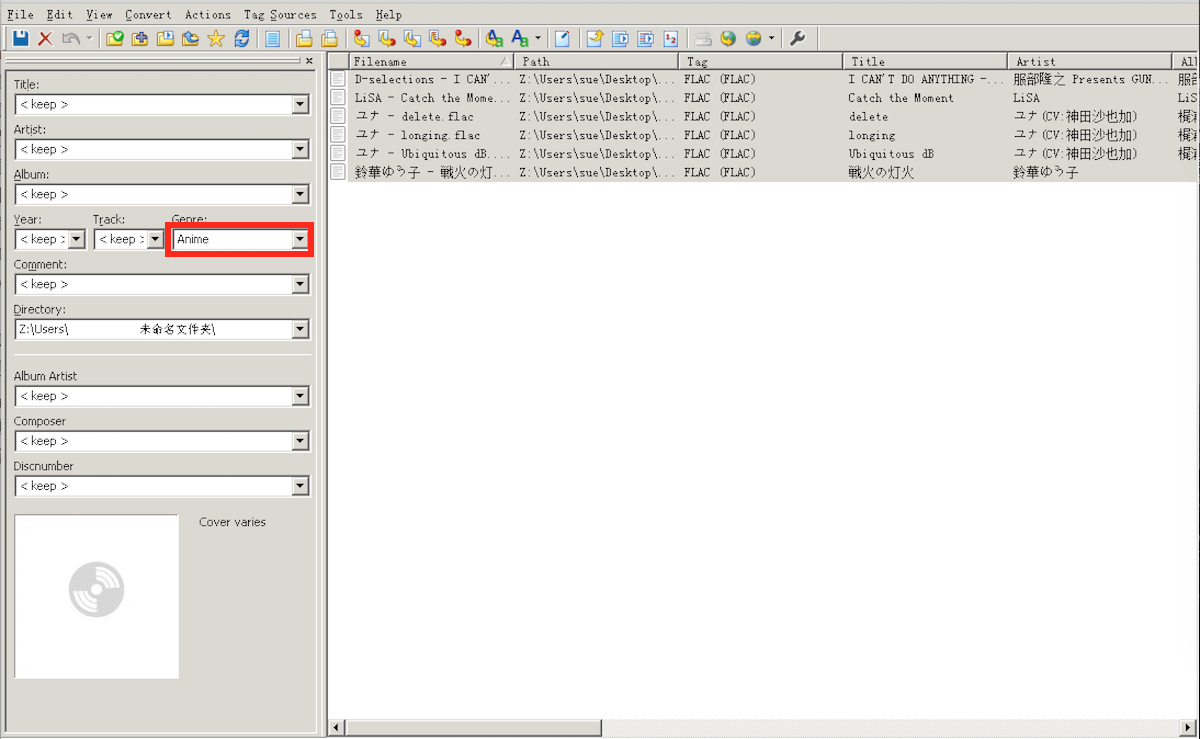 File Edit View Convert Actions Tag Sources Tools Help
Title:
< keep >
Artist:
< keep >
Album:
< keep >
Year: Track: Genre:
< keep > < keep > Anime
Comment:
< keep >
Directory:
Z:\Users\ 未命名文件夹\
Album Artist
< keep >
Composer
< keep >
Discnumber
< keep >
Cover varies
Filename Path Tag Title Artist
D-selections - I CAN'... Z:\Users\sue\Desktop\... FLAC (FLAC) I CAN'T DO ANYTHING -... 服部隆之 Presents GUN... 服部
LiSA - Catch the Mome... Z:\Users\sue\Desktop\... FLAC (FLAC) Catch the Moment LiSA LiS
ユナ - delete.flac Z:\Users\sue\Desktop\... FLAC (FLAC) delete ユナ(CV:神田沙也加)
ユナ - longing.flac Z:\Users\sue\Desktop\... FLAC (FLAC) longing ユナ(CV:神田沙也加)
ユナ - Ubiquitous dB.... Z:\Users\sue\Desktop\... FLAC (FLAC) Ubiquitous dB ユナ(CV:神田沙也加)
鈴華ゆう子 - 戦火の灯... Z:\Users\sue\Desktop\... FLAC (FLAC) 戦火の灯火 鈴華ゆう子